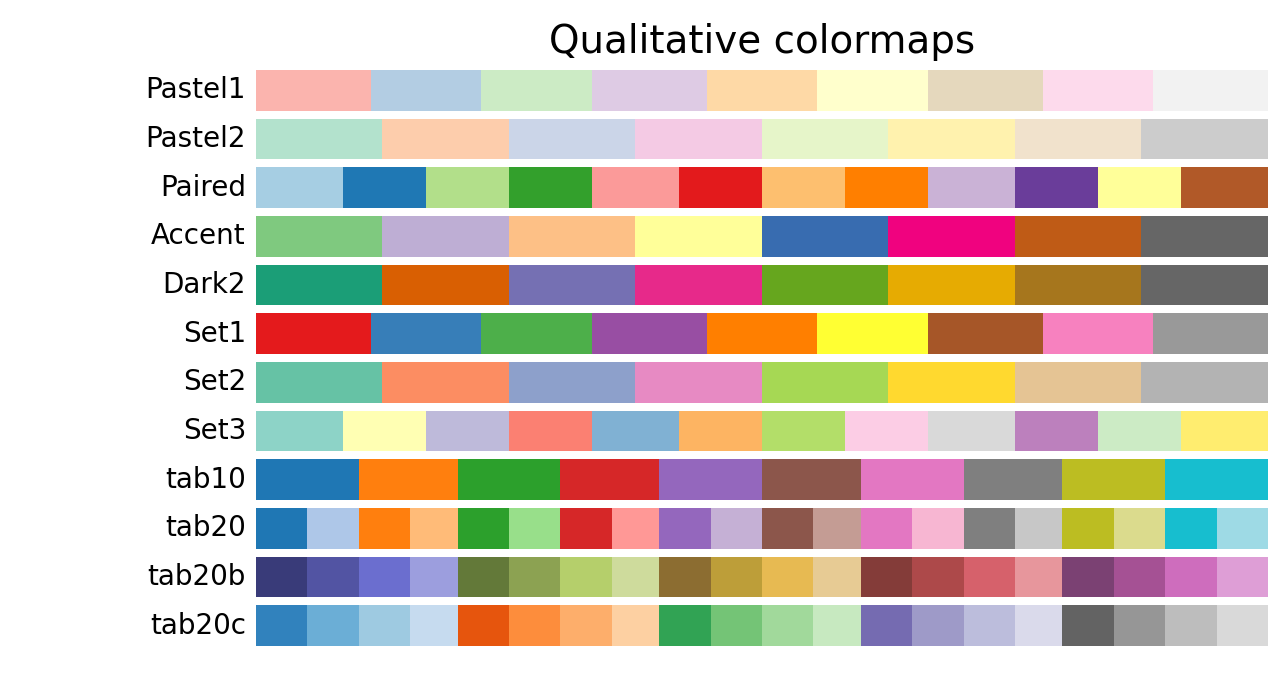 Qualitative colormaps
Pastel1
Pastel2
Paired
Accent
Dark2
Set1
Set2
Set3
tab10
tab20
tab20b
tab20c